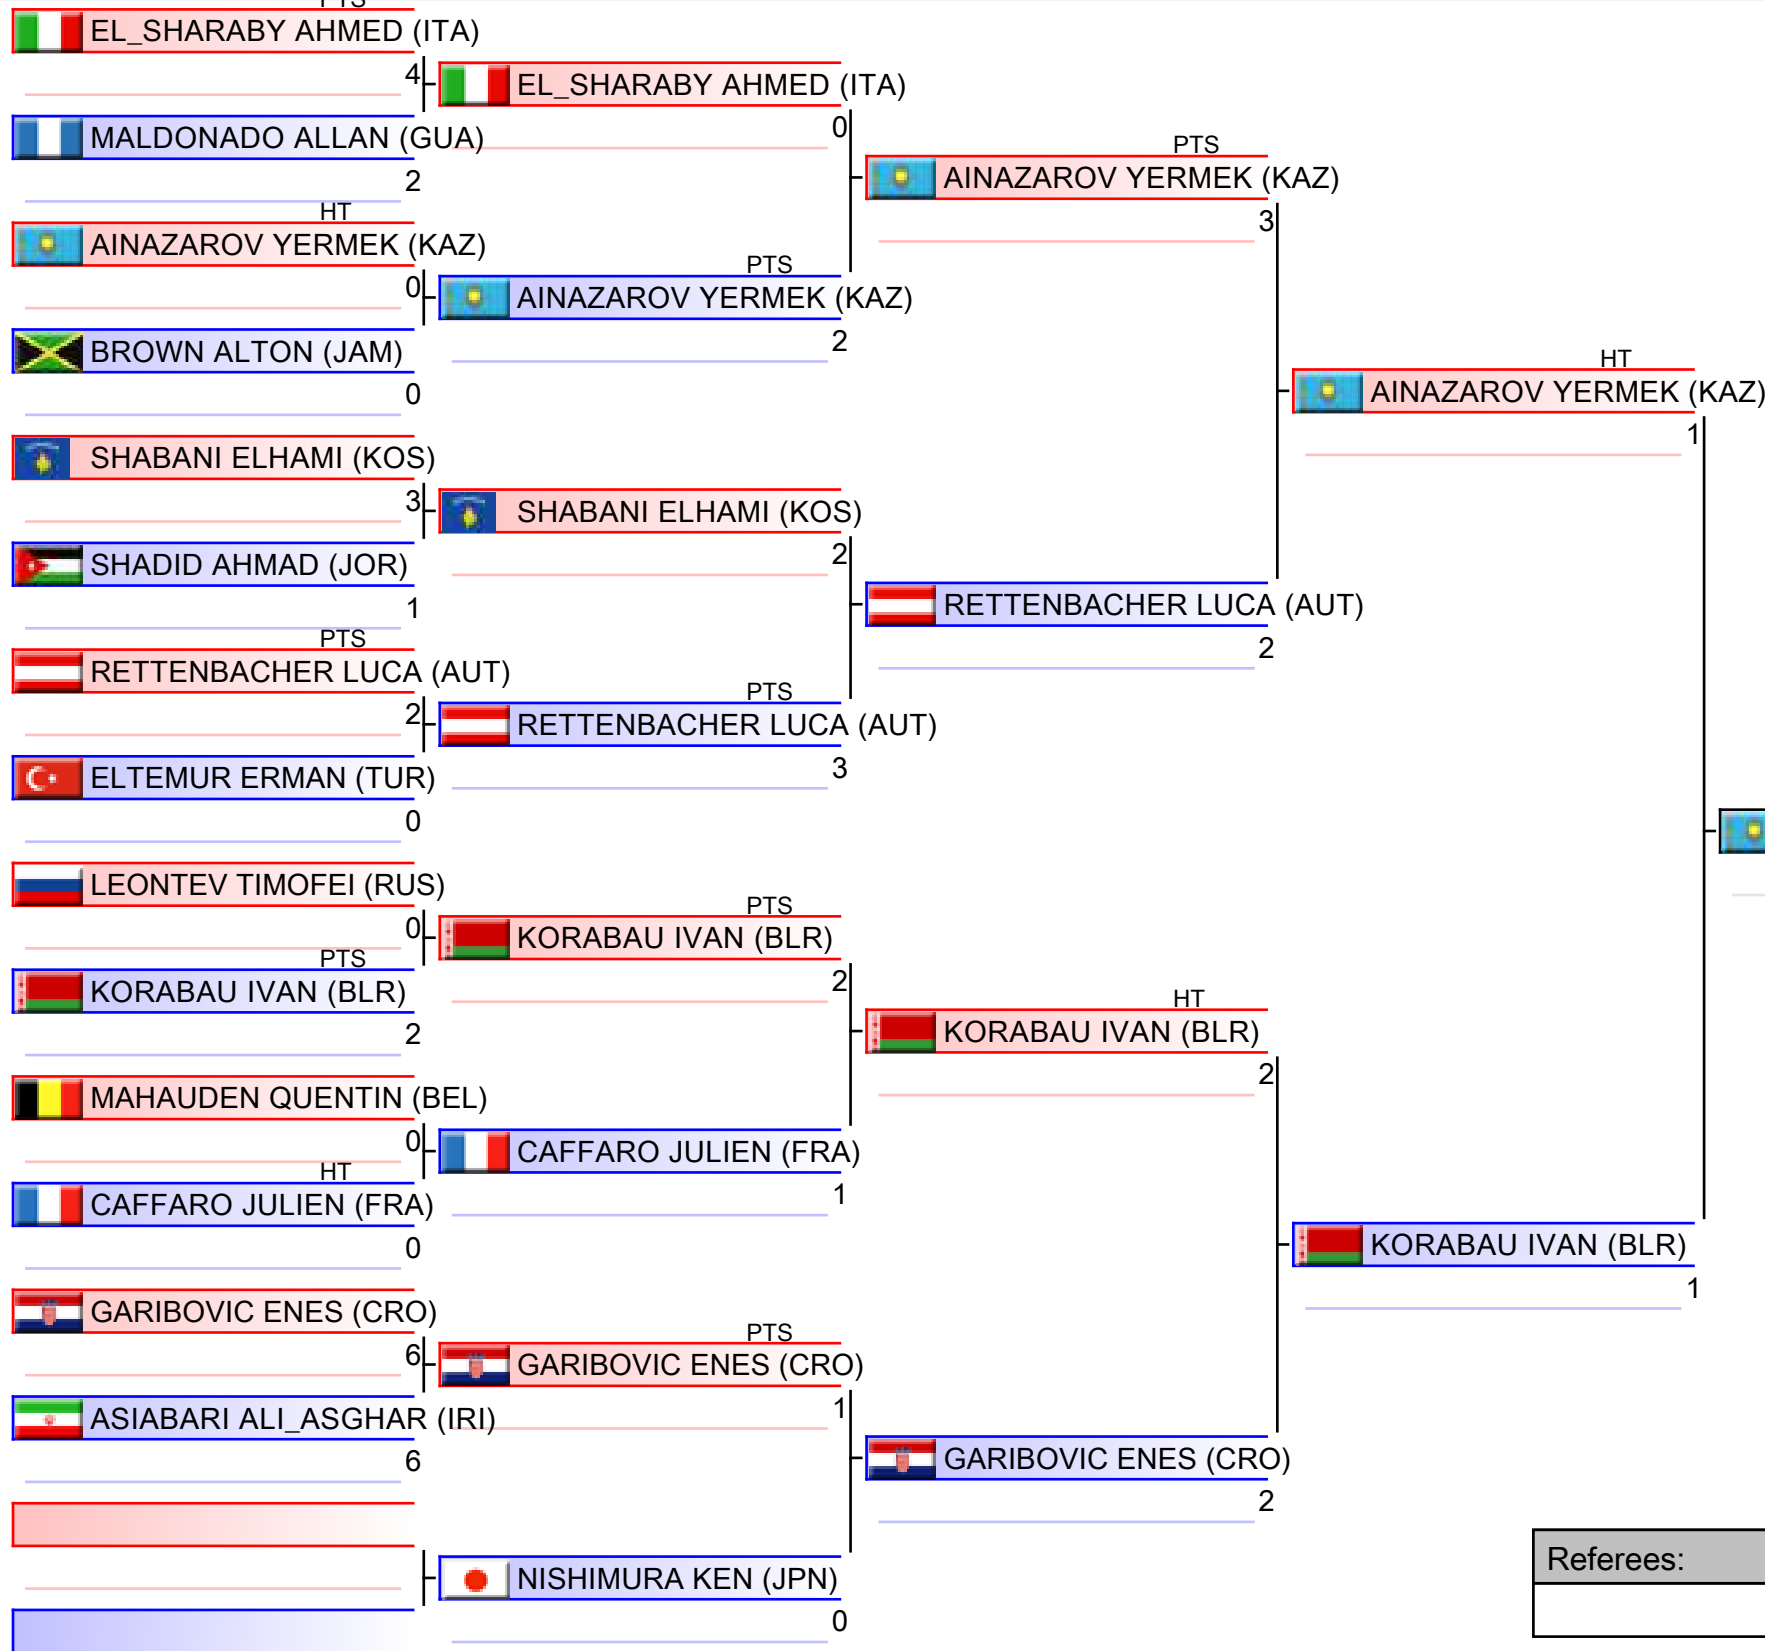 PTS
EL_SHARABY AHMED (ITA)
4
MALDONADO ALLAN (GUA)
2
HT
AINAZAROV YERMEK (KAZ)
0
BROWN ALTON (JAM)
0
SHABANI ELHAMI (KOS)
3
SHADID AHMAD (JOR)
1
PTS
RETTENBACHER LUCA (AUT)
2
ELTEMUR ERMAN (TUR)
0
LEONTEV TIMOFEI (RUS)
0
PTS
KORABAU IVAN (BLR)
2
MAHAUDEN QUENTIN (BEL)
0
HT
CAFFARO JULIEN (FRA)
0
GARIBOVIC ENES (CRO)
6
ASIABARI ALI_ASGHAR (IRI)
6
EL_SHARABY AHMED (ITA)
0
PTS
AINAZAROV YERMEK (KAZ)
2
SHABANI ELHAMI (KOS)
2
PTS
RETTENBACHER LUCA (AUT)
3
PTS
KORABAU IVAN (BLR)
2
CAFFARO JULIEN (FRA)
1
PTS
GARIBOVIC ENES (CRO)
1
NISHIMURA KEN (JPN)
0
PTS
AINAZAROV YERMEK (KAZ)
3
RETTENBACHER LUCA (AUT)
2
HT
KORABAU IVAN (BLR)
2
GARIBOVIC ENES (CRO)
2
HT
AINAZAROV YERMEK (KAZ)
1
KORABAU IVAN (BLR)
1
Referees: